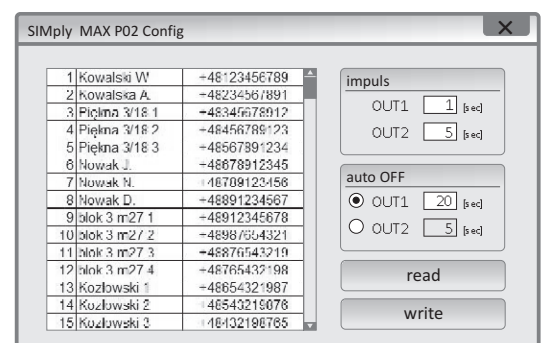 SIMply MAX P02 Config
X
1 Kowalski W. +48123456789
2 Kowalska A. +48234567891
3 Piękna 3/18 1 +48345678912
4 Piękna 3/18 2 +48456789123
5 Piękna 3/18 3 +48567891234
6 Nowak J. +48678912345
7 Nowak N. +48789123456
8 Nowak D. +48891234567
9 blok 3 m27 1 +48912345678
10 blok 3 m27 2 +48987654321
11 blok 3 m27 3 +48876543219
12 blok 3 m27 4 +48765432198
13 Kozłowski 1 +48654321987
14 Kozłowski 2 +48543219876
15 Kozłowski 3 +48432198765
impuls
OUT1 1 [sec]
OUT2 5 [sec]
auto OFF
OUT1 20 [sec]
OUT2 5 [sec]
read
write